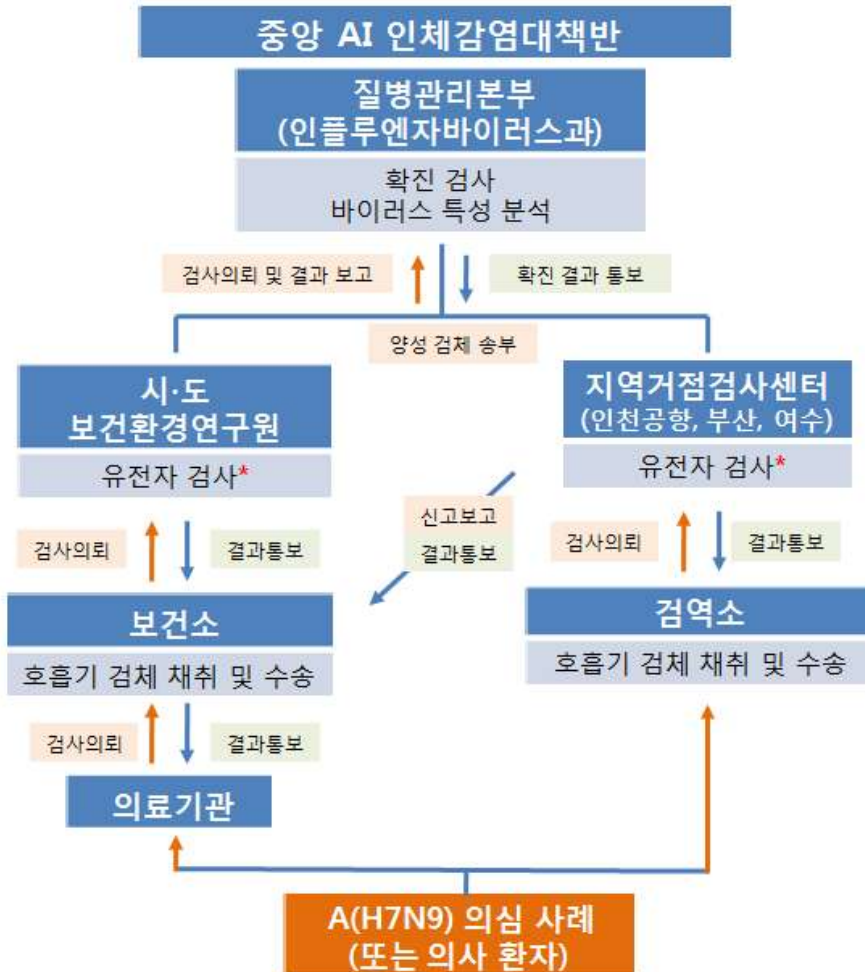 중앙 AI 인체감염대책반
질병관리본부
(인플루엔자바이러스과)
확진 검사
바이러스 특성 분석
검사의뢰 및 결과 보고
확진 결과 통보
양성 검체 송부
시·도
보건환경연구원
유전자 검사*
지역거점검사센터
(인천공항, 부산, 여수)
유전자 검사*
신고보고
결과통보
검사의뢰
결과통보
검사의뢰
결과통보
보건소
호흡기 검체 채취 및 수송
검역소
호흡기 검체 채취 및 수송
검사의뢰
결과통보
의료기관
A(H7N9) 의심 사례
(또는 의사 환자)